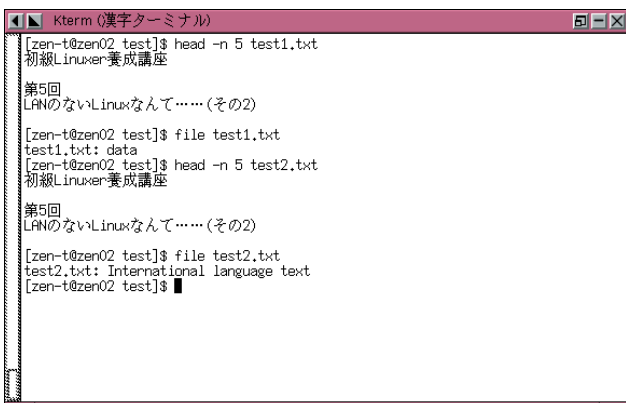 Kterm (漢字ターミナル)
[zen-t@zen02 test]$ head -n 5 test1.txt
初級Linuxer養成講座
第5回
LANのないLinuxなんて……(その2)
[zen-t@zen02 test]$ file test1.txt
test1.txt: data
[zen-t@zen02 test]$ head -n 5 test2.txt
初級Linuxer養成講座
第5回
LANのないLinuxなんて……(その2)
[zen-t@zen02 test]$ file test2.txt
test2.txt: International language text
[zen-t@zen02 test]$